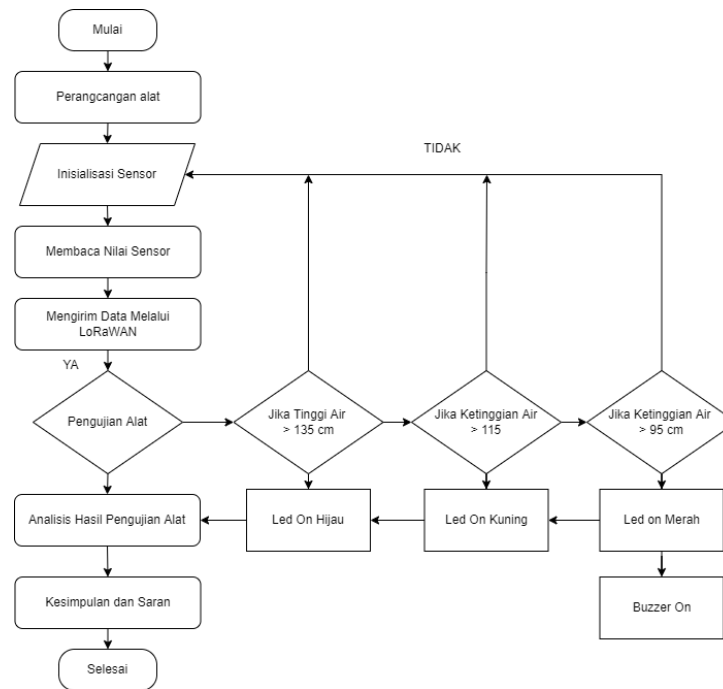 Mulai
Perangcangan alat
TIDAK
Inisialisasi Sensor
Membaca Nilai Sensor
Mengirim Data Melalui
LoRaWAN
YA
Pengujian Alat
Jika Tinggi Air
> 135 cm
Jika Ketinggian Air
> 115
Jika Ketinggian Air
> 95 cm
Analisis Hasil Pengujian Alat
Led On Hijau
Led On Kuning
Led on Merah
Kesimpulan dan Saran
Buzzer On
Selesai